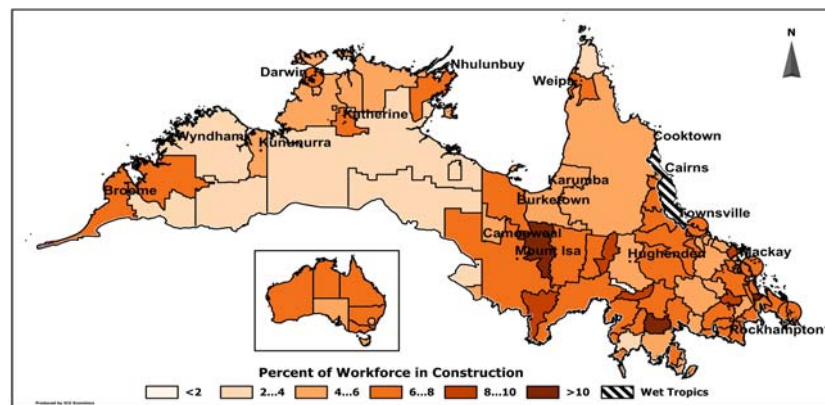 N
Darwin
Nhulunbuy
Weipa
Katherine
Wyndham
Kununurra
Cooktown
Cairns
Broome
Karumba
Burketown
Townsville
Camooweal
Mount Isa
Hughenden
Mackay
Rockhampton
Percent of Workforce in Construction
<2
2...4
4...6
6...8
8...10
>10
Wet Tropics